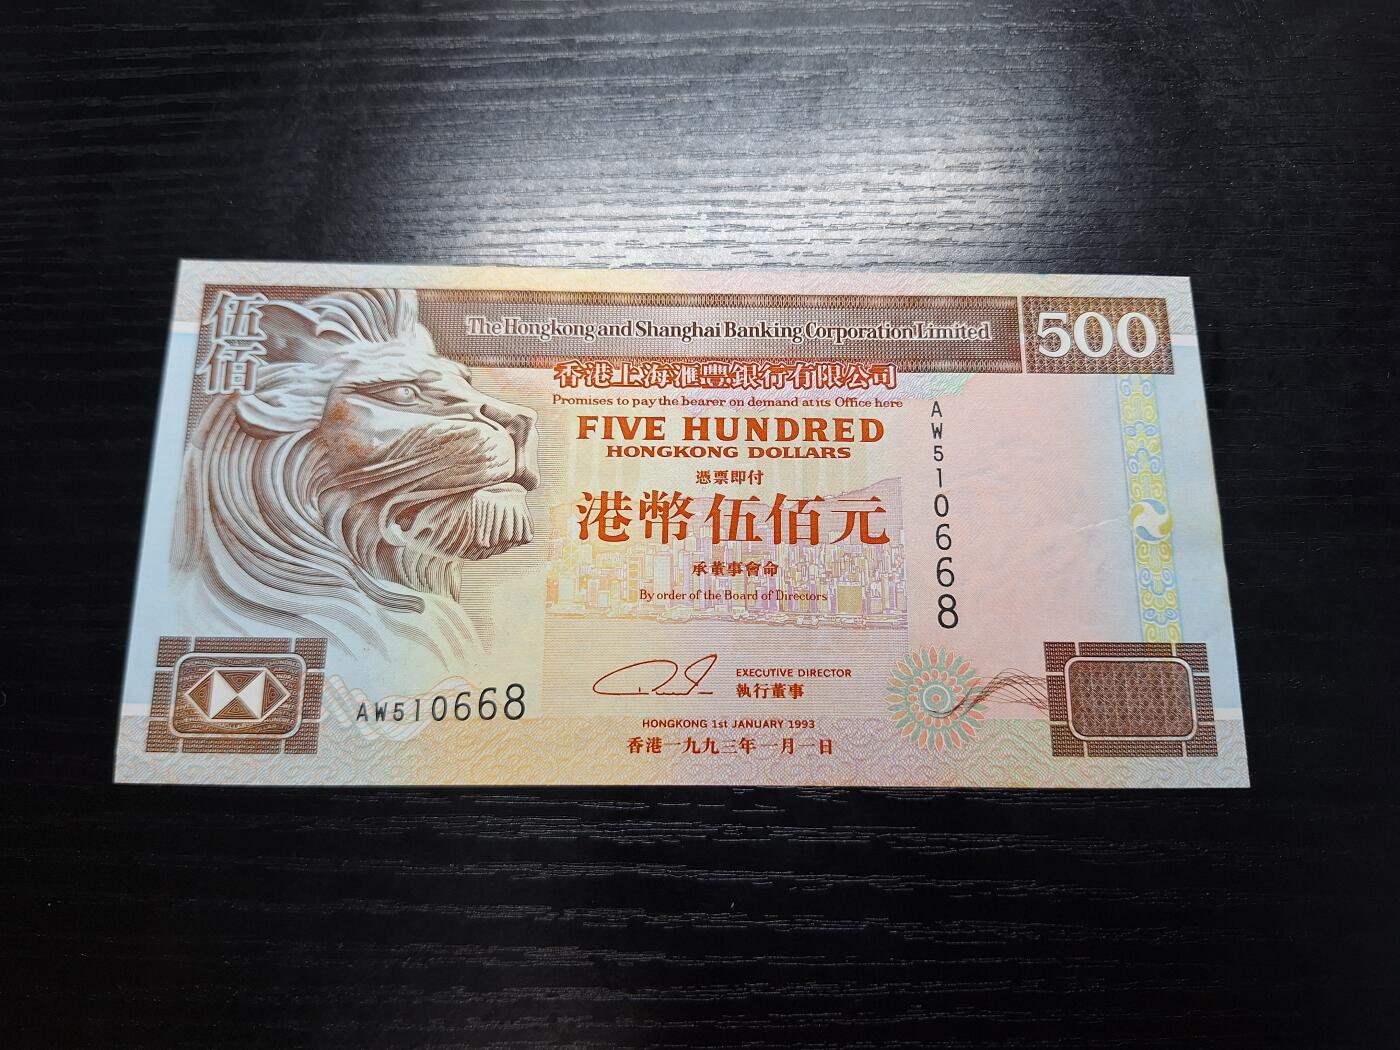 伍佰
The Hongkong and Shanghai Banking Corporation Limited
500
香港上海滙豐銀行有限公司
Promises to pay the bearer on demand at its Office here
FIVE HUNDRED
HONGKONG DOLLARS
憑票即付
港幣伍佰元
承董事會命
By order of the Board of Directors
AW510668
EXECUTIVE DIRECTOR
執行董事
AW510668
HONGKONG 1st JANUARY 1993
香港一九九三年一月一日